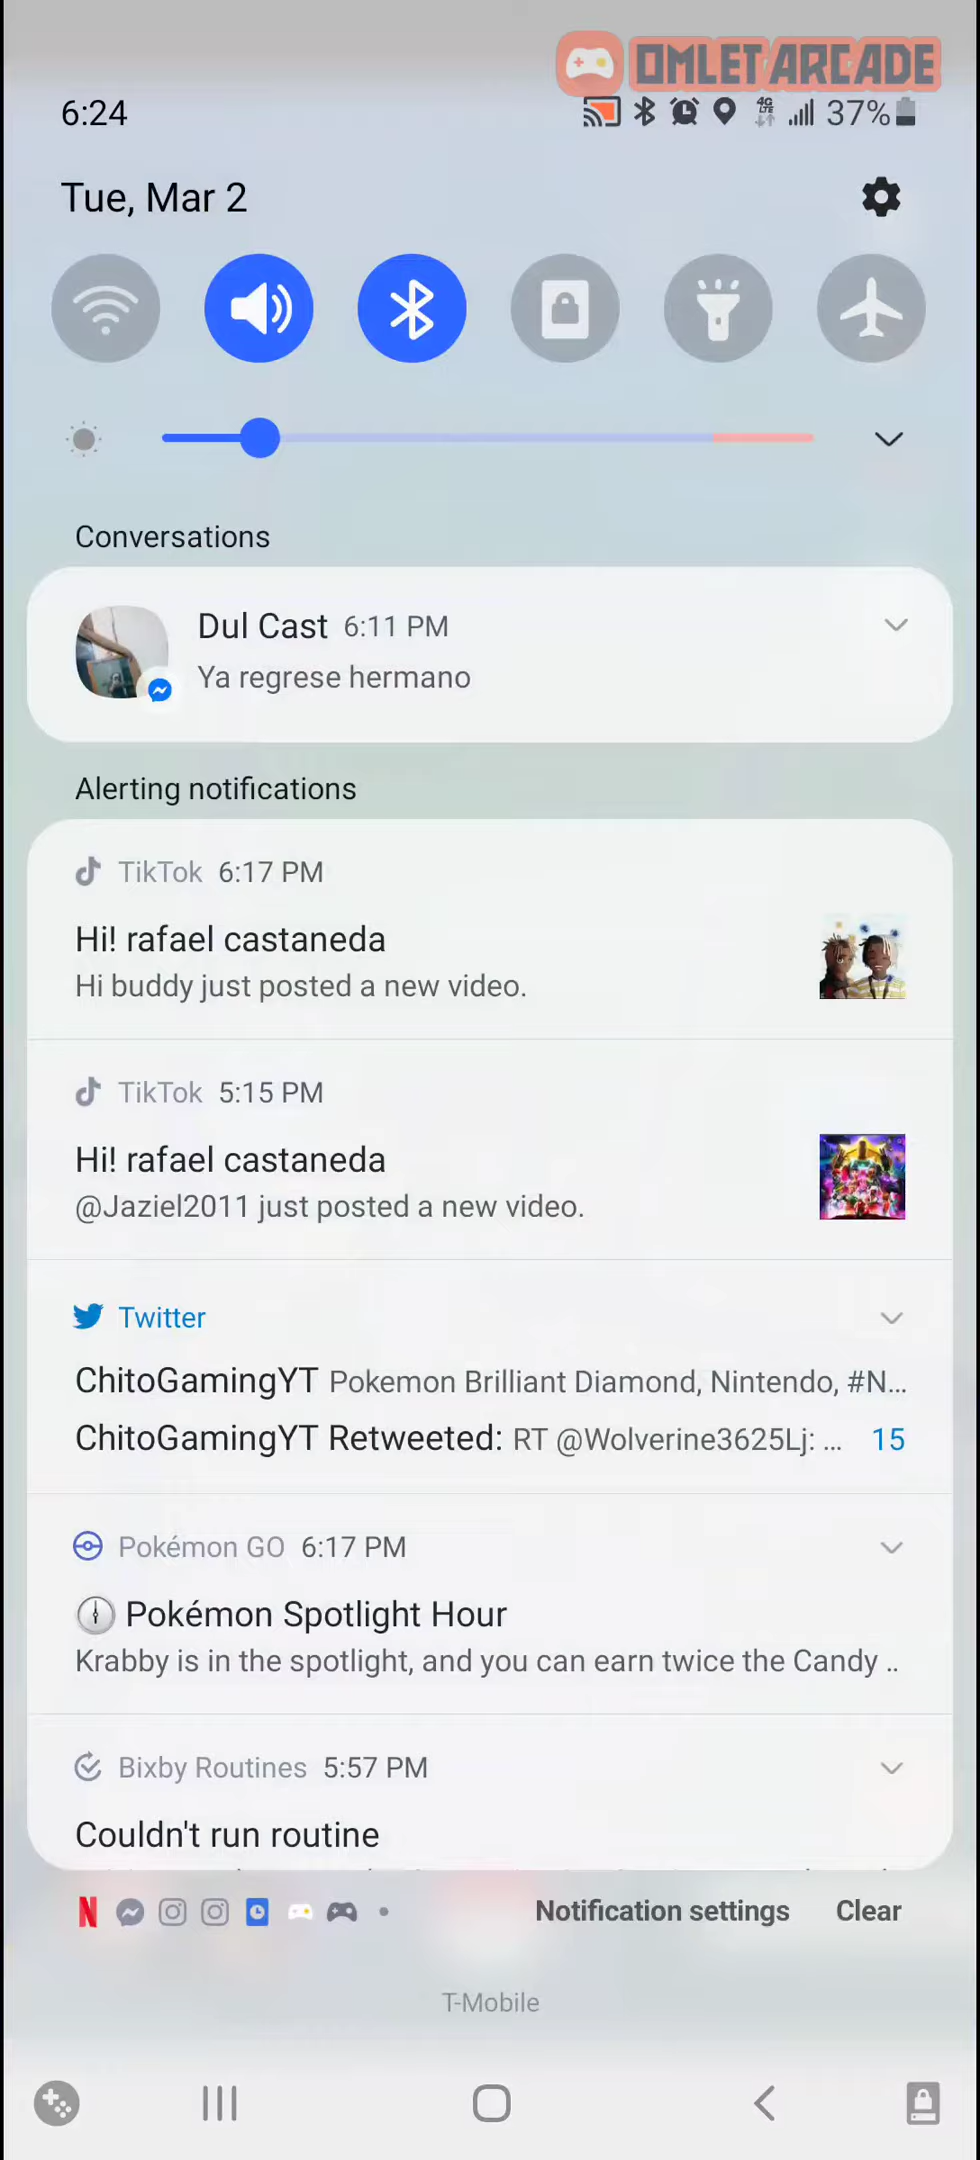 OMLET ARCADE
6:24
4G LTE
37%
Tue, Mar 2
Conversations
Dul Cast 6:11 PM
Ya regrese hermano
Alerting notifications
TikTok 6:17 PM
Hi! rafael castaneda
Hi buddy just posted a new video.
TikTok 5:15 PM
Hi! rafael castaneda
@Jaziel2011 just posted a new video.
Twitter
ChitoGamingYT Pokemon Brilliant Diamond, Nintendo, #N...
ChitoGamingYT Retweeted: RT @Wolverine3625Lj: ... 15
Pokémon GO 6:17 PM
Pokémon Spotlight Hour
Krabby is in the spotlight, and you can earn twice the Candy ..
Bixby Routines 5:57 PM
Couldn't run routine
Notification settings Clear
T-Mobile